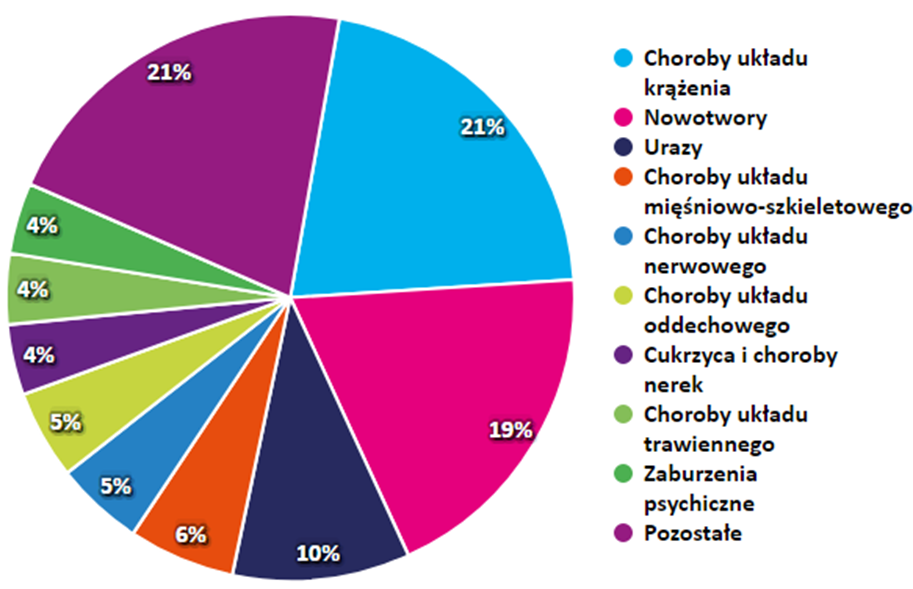 21%
21%
19%
10%
6%
5%
5%
4%
4%
4%
Choroby układu
krążenia
Nowotwory
Urazy
Choroby układu
mięśniowo-szkieletowego
Choroby układu
nerwowego
Choroby układu
oddechowego
Cukrzyca i choroby
nerek
Choroby układu
trawiennego
Zaburzenia
psychiczne
Pozostałe